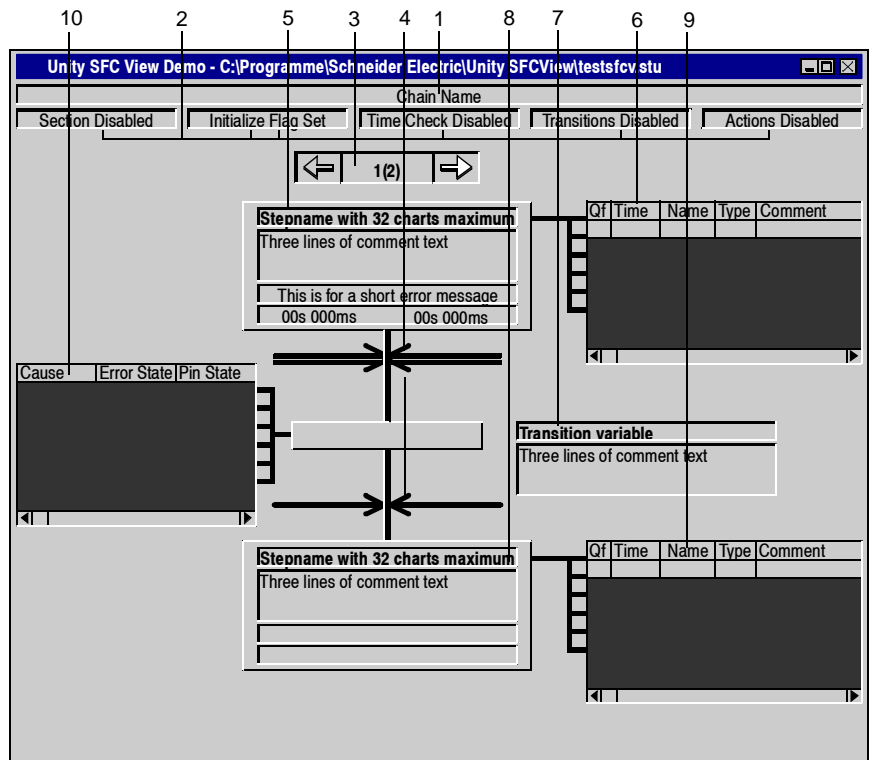 10 2 5 3 4 1 8 7 6 9
Unity SFC View Demo - C:\Programme\Schneider Electric\Unity SFCView\testsfcv.stu
Chain Name
Section Disabled Initialize Flag Set Time Check Disabled Transitions Disabled Actions Disabled
1(2)
Stepname with 32 charts maximum
Three lines of comment text
This is for a short error message
00s 000ms 00s 000ms
Qf Time Name Type Comment
Cause Error State Pin State
Transition variable
Three lines of comment text
Stepname with 32 charts maximum
Three lines of comment text
Qf Time Name Type Comment